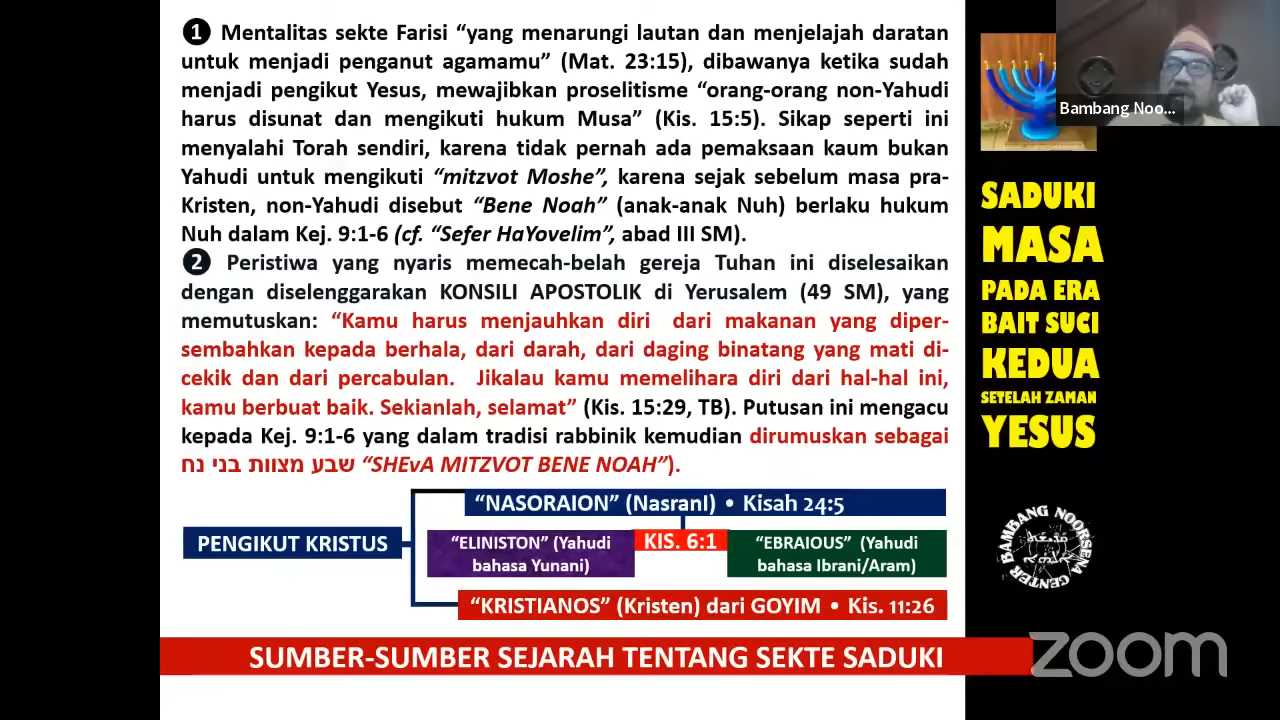 ❶ Mentalitas sekte Farisi “yang menarungi lautan dan menjelajah daratan
untuk menjadi penganut agamamu” (Mat. 23:15), dibawanya ketika sudah
menjadi pengikut Yesus, mewajibkan proselitisme “orang-orang non-Yahudi
harus disunat dan mengikuti hukum Musa” (Kis. 15:5). Sikap seperti ini
menyalahi Torah sendiri, karena tidak pernah ada pemaksaan kaum bukan
Yahudi untuk mengikuti “mitzvot Moshe”, karena sejak sebelum masa pra-
Kristen, non-Yahudi disebut “Bene Noah” (anak-anak Nuh) berlaku hukum
Nuh dalam Kej. 9:1-6 (cf. “Sefer HaYovelim”, abad III SM).
❷ Peristiwa yang nyaris memecah-belah gereja Tuhan ini diselesaikan
dengan diselenggarakan KONSILI APOSTOLIK di Yerusalem (49 SM), yang
memutuskan: “Kamu harus menjauhkan diri dari makanan yang diper-
sembahkan kepada berhala, dari darah, dari daging binatang yang mati di-
cekik dan dari percabulan. Jikalau kamu memelihara diri dari hal-hal ini,
kamu berbuat baik. Sekianlah, selamat” (Kis. 15:29, TB). Putusan ini mengacu
kepada Kej. 9:1-6 yang dalam tradisi rabbinik kemudian dirumuskan sebagai
שבע מצוות בני נח “SHEvA MITZVOT BENE NOAH”).
“NASORAION” (NasranI) • Kisah 24:5
PENGIKUT KRISTUS
“ELINISTON” (Yahudi
bahasa Yunani)
KIS. 6:1
“EBRAIOUS” (Yahudi
bahasa Ibrani/Aram)
“KRISTIANOS” (Kristen) dari GOYIM • Kis. 11:26
SUMBER-SUMBER SEJARAH TENTANG SEKTE SADUKI
Bambang Noo...
SADUKI
MASA
PADA ERA
BAIT SUCI
KEDUA
SETELAH ZAMAN
YESUS
BAMBANG NOORSENA
CENTER
zoom